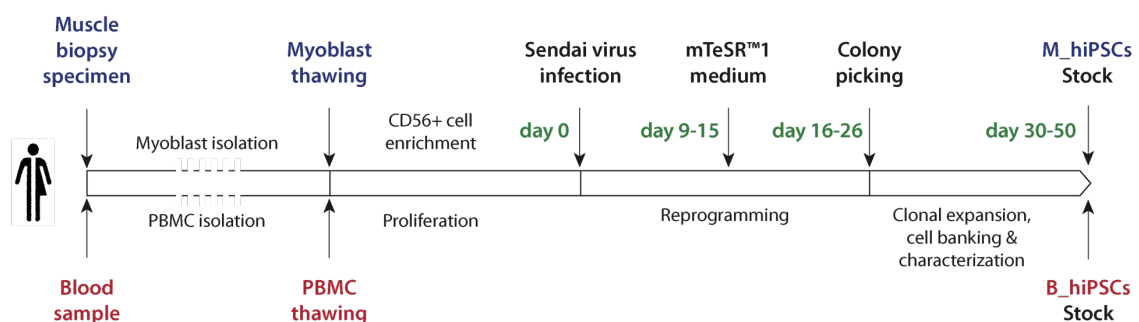 Muscle
biopsy
specimen
Myoblast
thawing
Sendai virus
infection
mTeSR™1
medium
Colony
picking
M_hiPSCs
Stock
CD56+ cell
enrichment
day 0
day 9-15
day 16-26
day 30-50
Myoblast isolation
PBMC isolation
Proliferation
Reprogramming
Clonal expansion,
cell banking &
characterization
Blood
sample
PBMC
thawing
B_hiPSCs
Stock